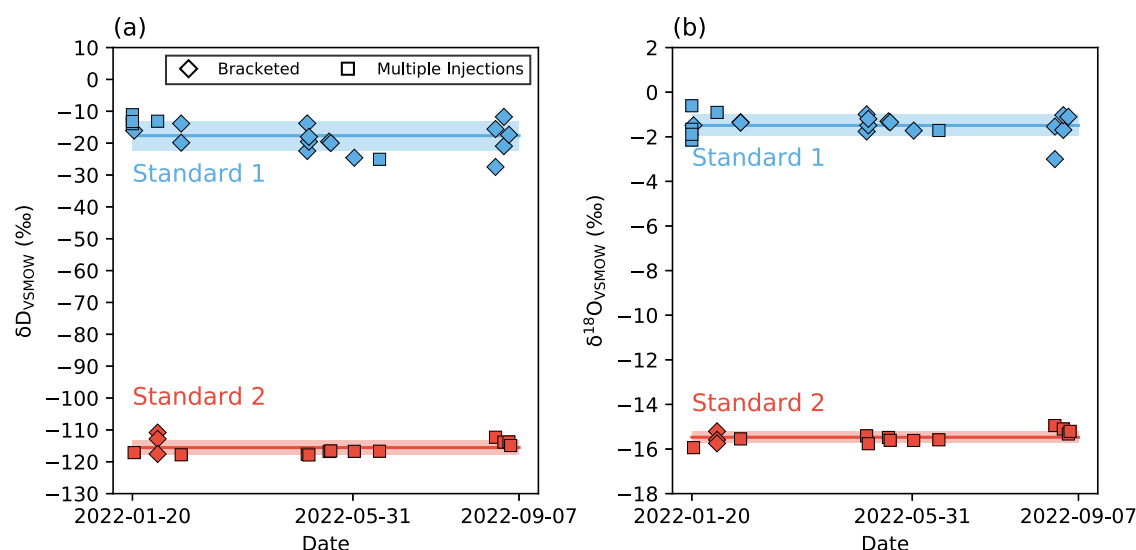 (a)
10
0
−10
−20
−30
−40
−50
−60
−70
−80
−90
−100
−110
−120
−130
δD_VSMOW (‰)
Bracketed
Multiple Injections
Standard 1
Standard 2
2022-01-20
2022-05-31
2022-09-07
Date
(b)
2
0
−2
−4
−6
−8
−10
−12
−14
−16
−18
δ¹⁸O_VSMOW (‰)
Standard 1
Standard 2
2022-01-20
2022-05-31
2022-09-07
Date